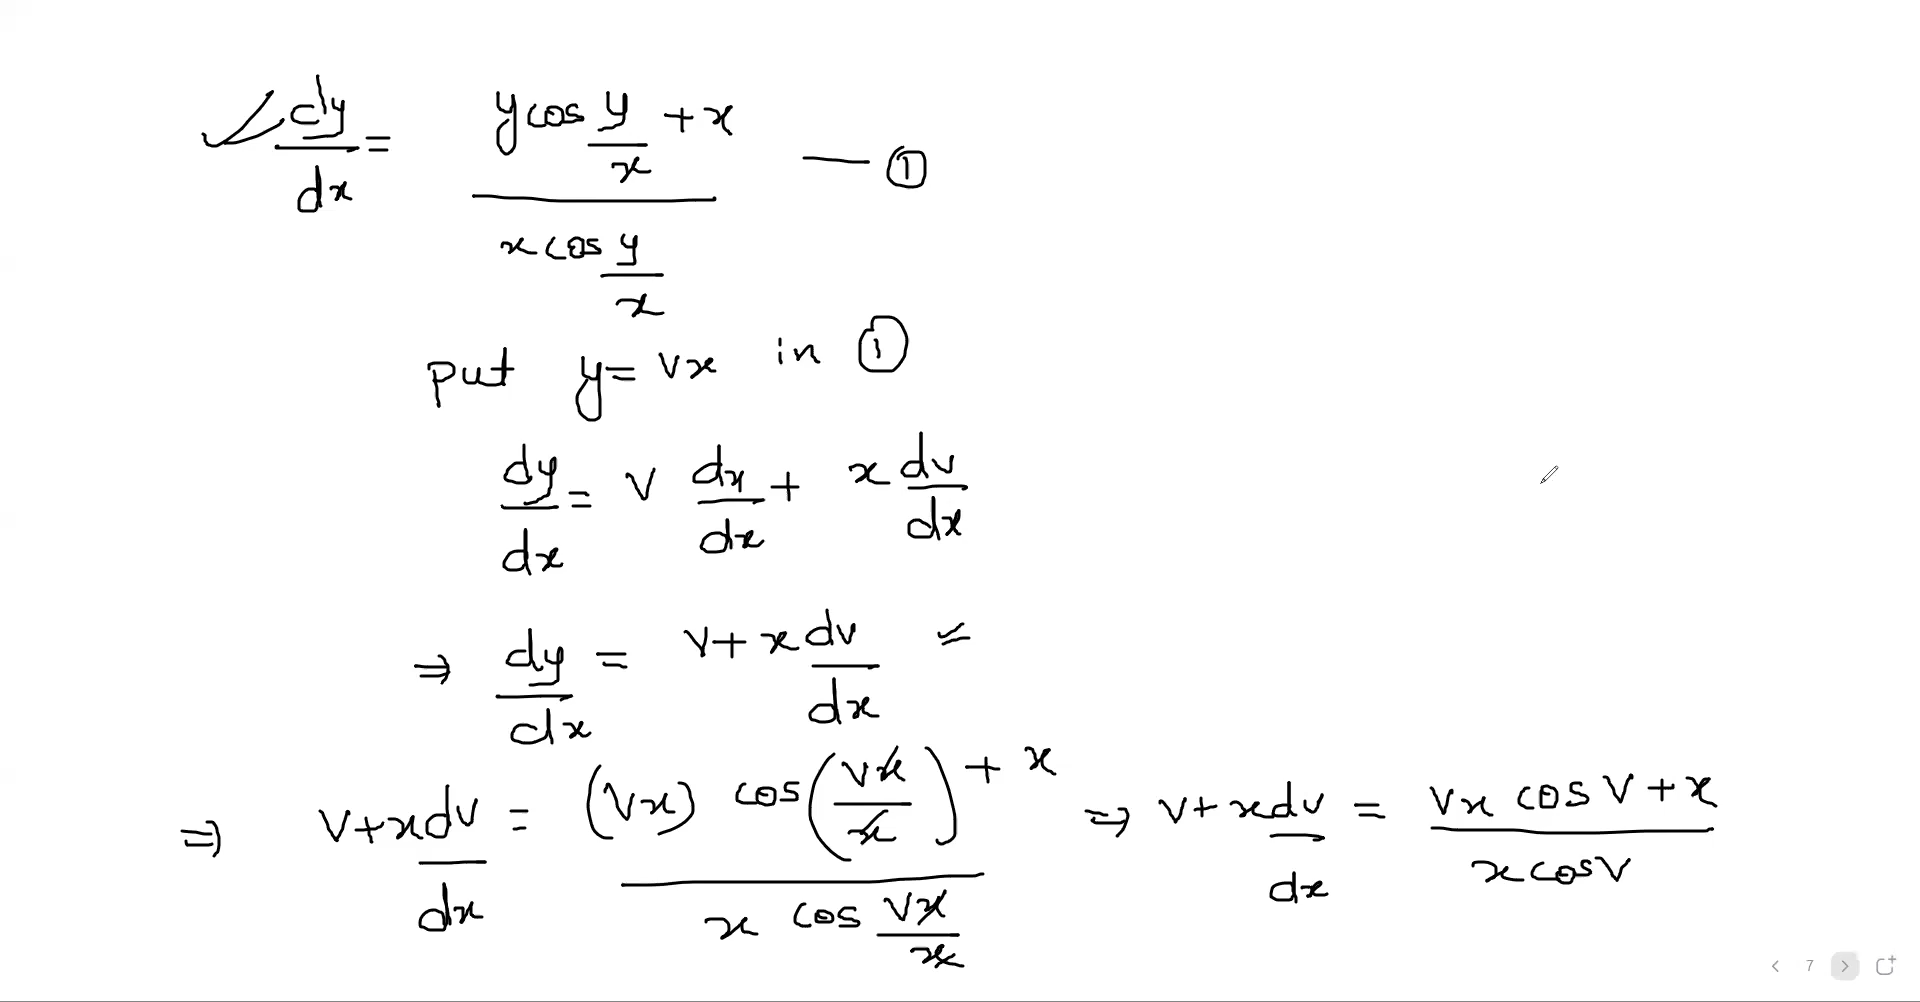 dy/dx = (y cos y/x + x) / (x cos y/x) — ①
put y = vx in ①
dy/dx = v dx/dx + x dv/dx
⇒ dy/dx = v + x dv/dx
⇒ v + x dv/dx = ((vx) cos(vx/x) + x) / (x cos vx/x) ⇒ v + x dv/dx = (vx cos v + x) / (x cos v)
7